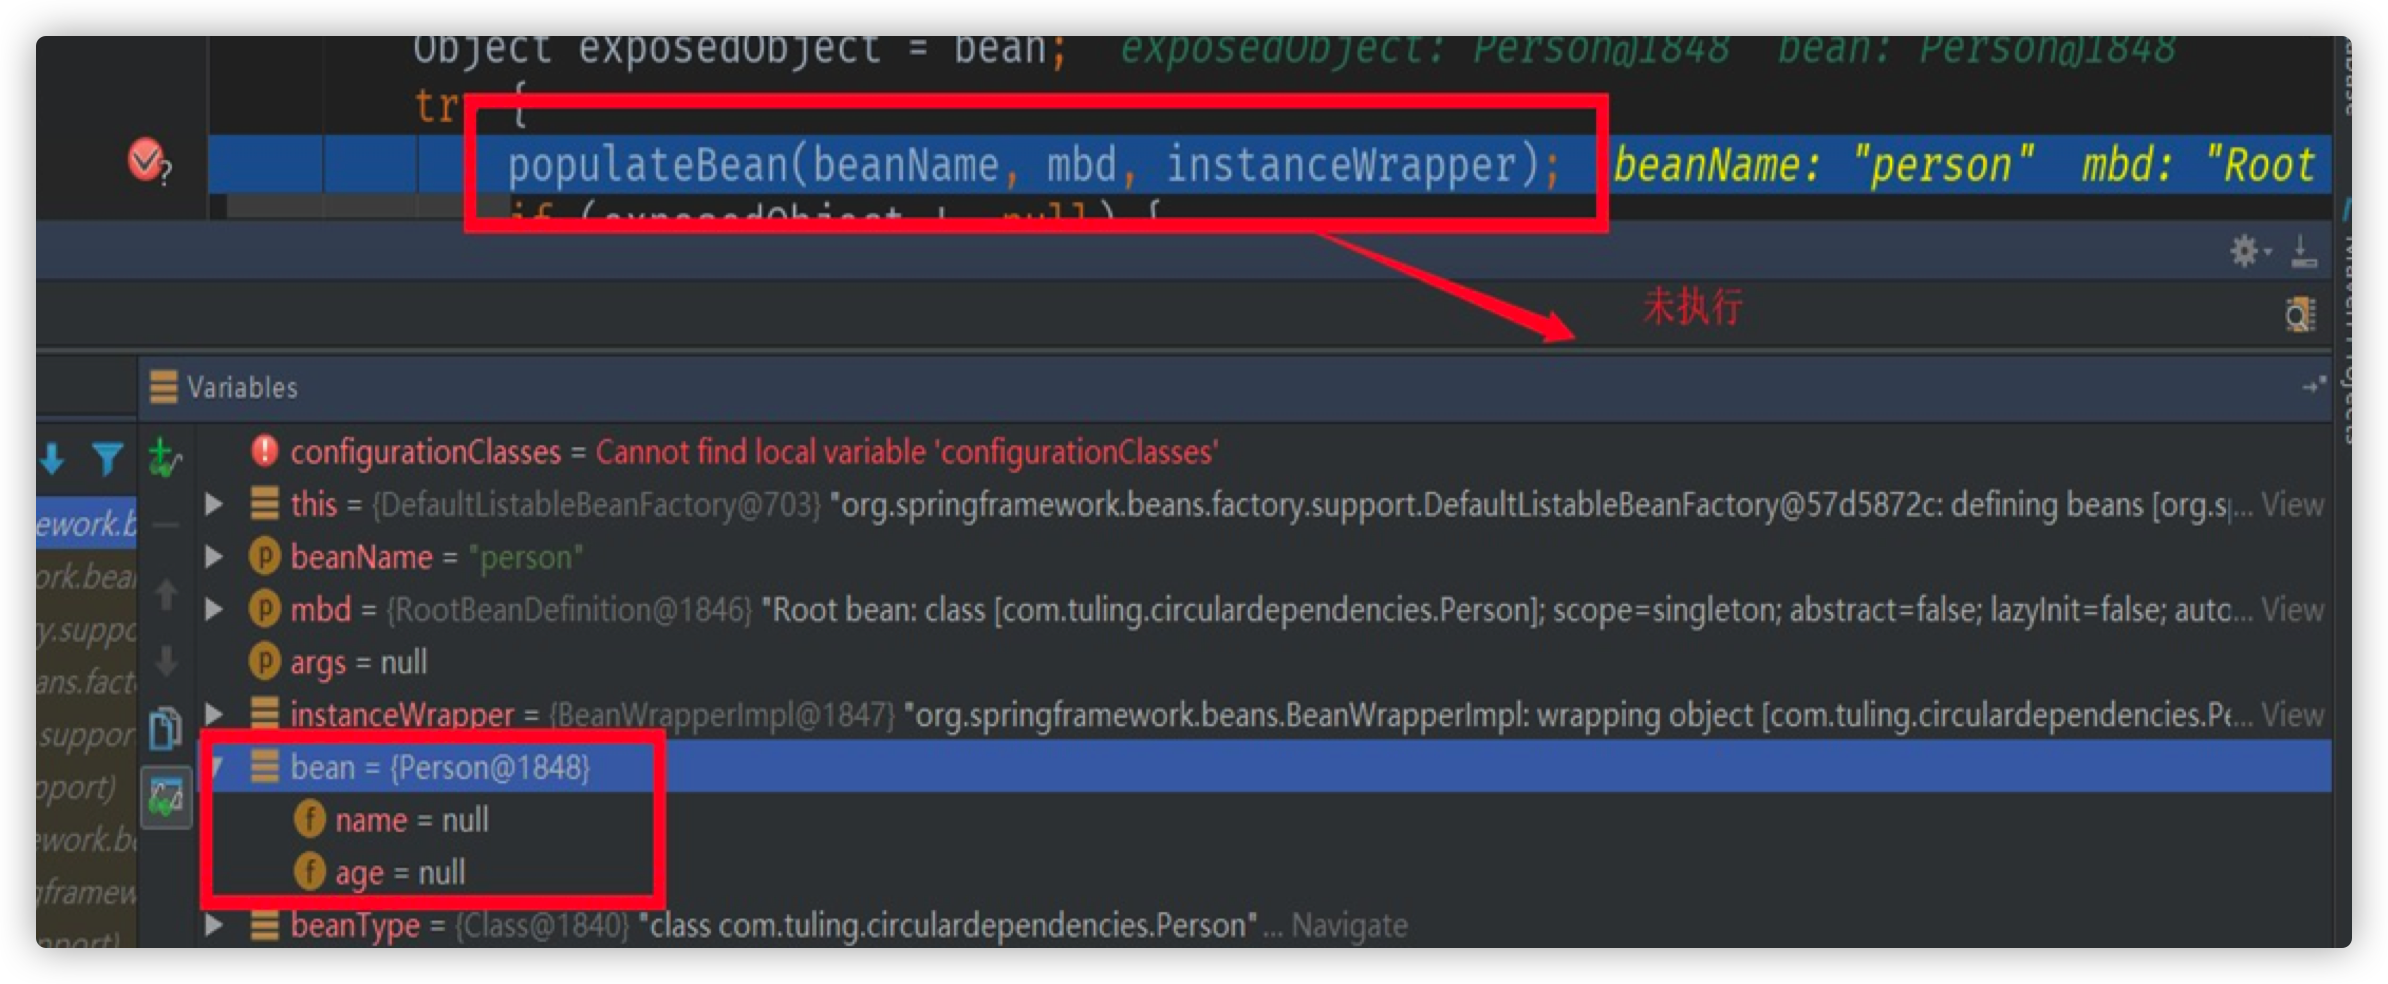 Object exposedObject = bean; exposedObject: Person@1848 bean: Person@1848
tr {
populateBean(beanName, mbd, instanceWrapper); beanName: "person" mbd: "Root
if (exposedObject ! null) {
未执行
Variables
configurationClasses = Cannot find local variable 'configurationClasses'
this = {DefaultListableBeanFactory@703} "org.springframework.beans.factory.support.DefaultListableBeanFactory@57d5872c: defining beans [org.s|... View
ework.b
beanName = "person"
ork.bea
mbd = {RootBeanDefinition@1846} "Root bean: class [com.tuling.circulardependencies.Person]; scope=singleton; abstract=false; lazyInit=false; autc... View
y.suppo
args = null
ans.fact
instanceWrapper = {BeanWrapperImpl@1847} "org.springframework.beans.BeanWrapperImpl: wrapping object [com.tuling.circulardependencies.Pe... View
.suppor
bean = {Person@1848}
pport)
name = null
ework.b
age = null
gframew
beanType = {Class@1840} "class com.tuling.circulardependencies.Person"... Navigate
pport)